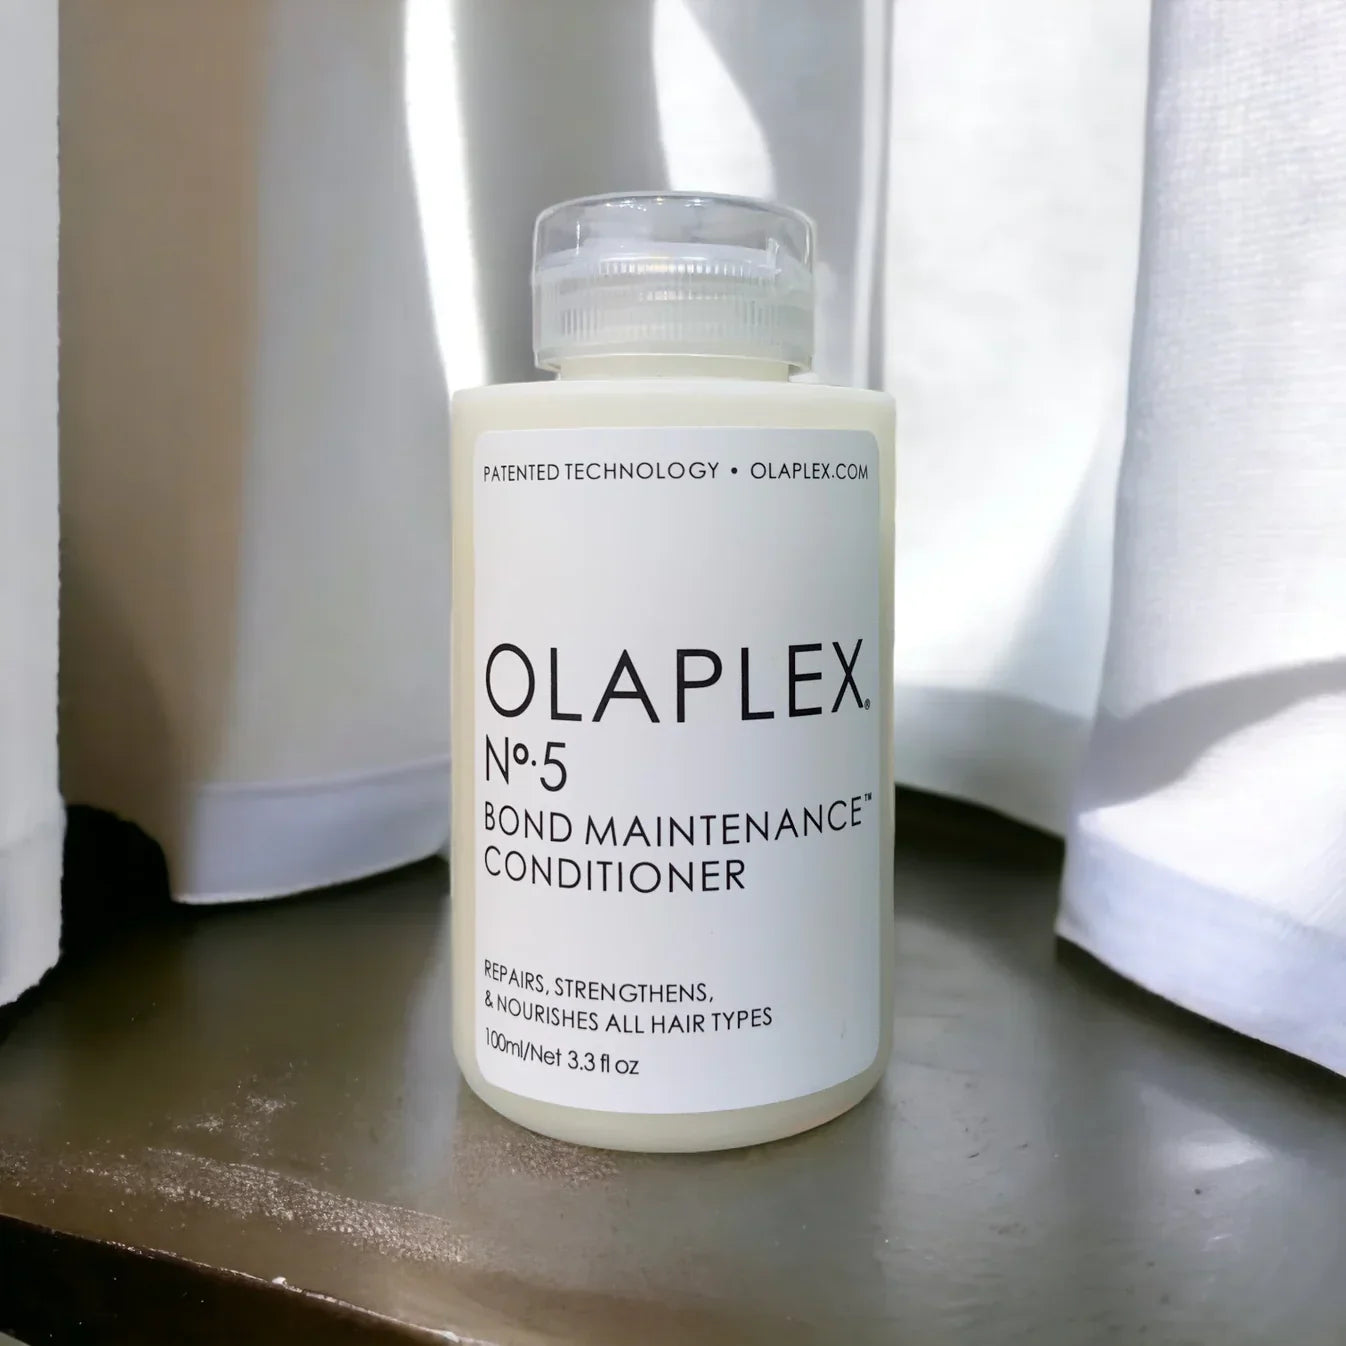 PATENTED TECHNOLOGY • OLAPLEX.COM
OLAPLEX®
Nº.5
BOND MAINTENANCE™
CONDITIONER
REPAIRS, STRENGTHENS,
& NOURISHES ALL HAIR TYPES
100ml/Net 3.3 fl oz